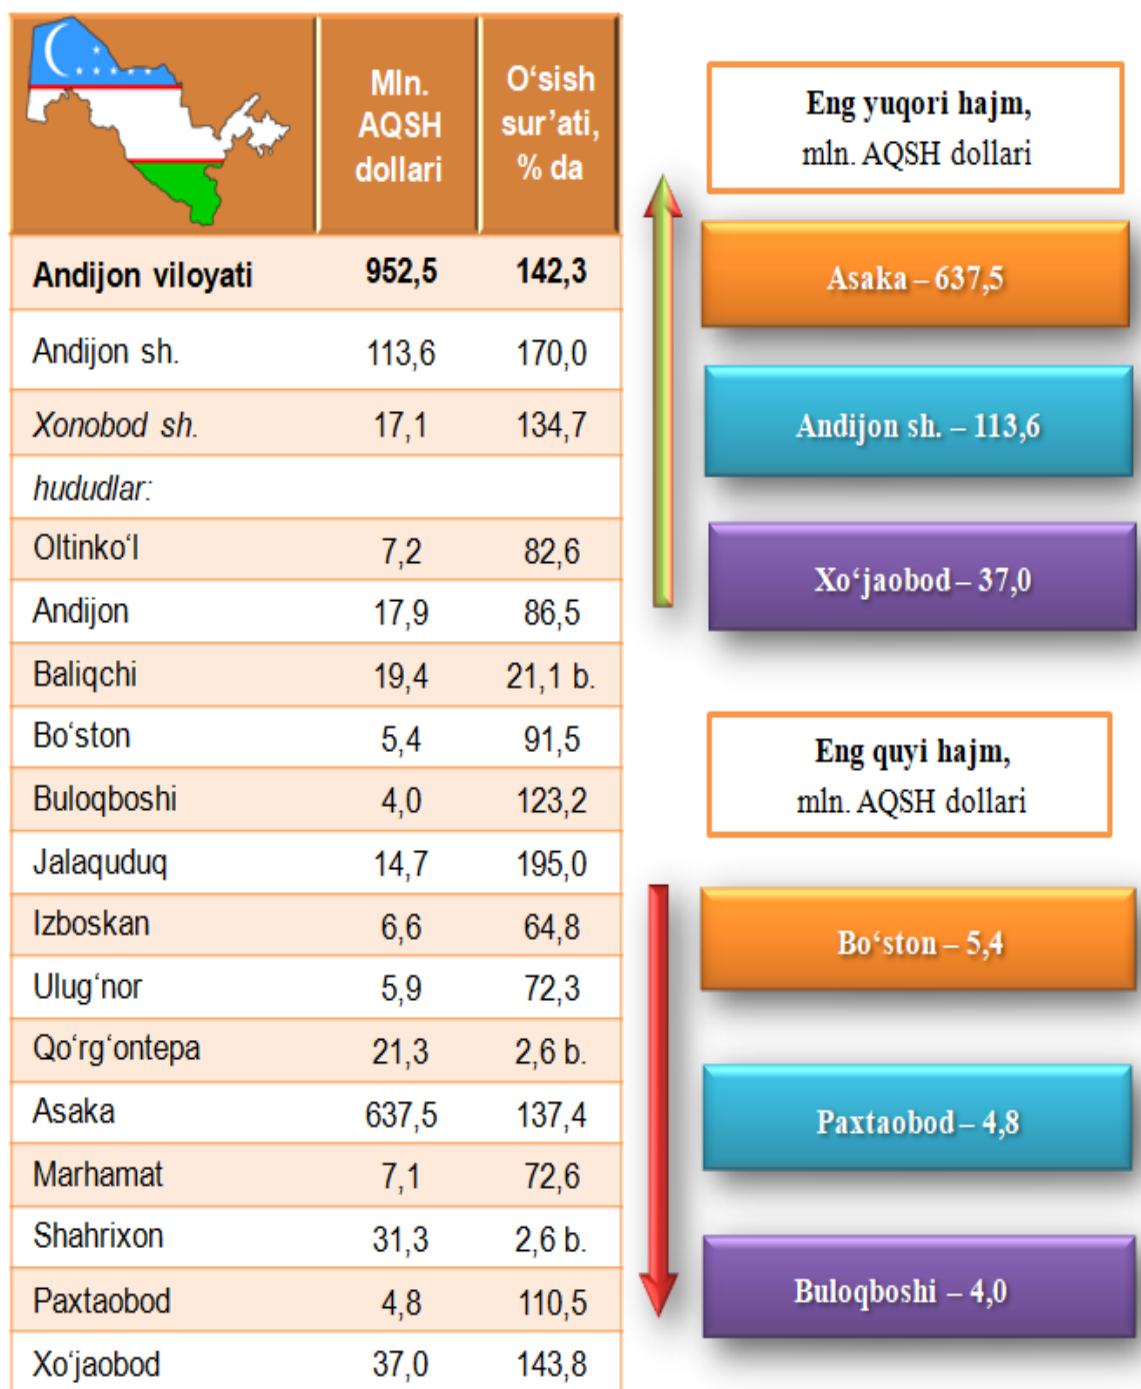 Mln. AQSH dollari O‘sish sur’ati, % da
Andijon viloyati 952,5 142,3
Andijon sh. 113,6 170,0
Xonobod sh. 17,1 134,7
hududlar:
Oltinko‘l 7,2 82,6
Andijon 17,9 86,5
Baliqchi 19,4 21,1 b.
Bo‘ston 5,4 91,5
Buloqboshi 4,0 123,2
Jalaquduq 14,7 195,0
Izboskan 6,6 64,8
Ulug‘nor 5,9 72,3
Qo‘rg‘ontepa 21,3 2,6 b.
Asaka 637,5 137,4
Marhamat 7,1 72,6
Shahrixon 31,3 2,6 b.
Paxtaobod 4,8 110,5
Xo‘jaobod 37,0 143,8
Eng yuqori hajm,
mln. AQSH dollari
Asaka – 637,5
Andijon sh. – 113,6
Xo‘jaobod – 37,0
Eng quyi hajm,
mln. AQSH dollari
Bo‘ston – 5,4
Paxtaobod – 4,8
Buloqboshi – 4,0